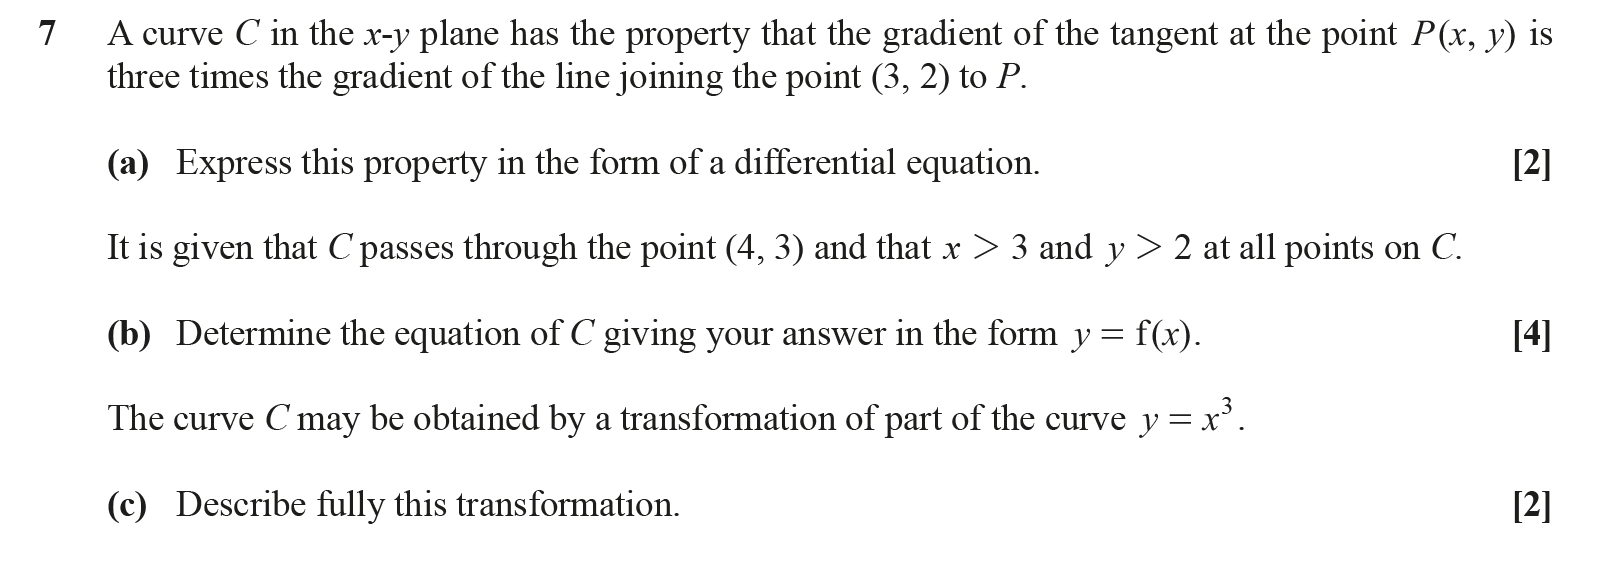 7 A curve C in the x-y plane has the property that the gradient of the tangent at the point P(x, y) is
three times the gradient of the line joining the point (3, 2) to P.
(a) Express this property in the form of a differential equation. [2]
It is given that C passes through the point (4, 3) and that x > 3 and y > 2 at all points on C.
(b) Determine the equation of C giving your answer in the form y = f(x). [4]
The curve C may be obtained by a transformation of part of the curve y = x³.
(c) Describe fully this transformation. [2]